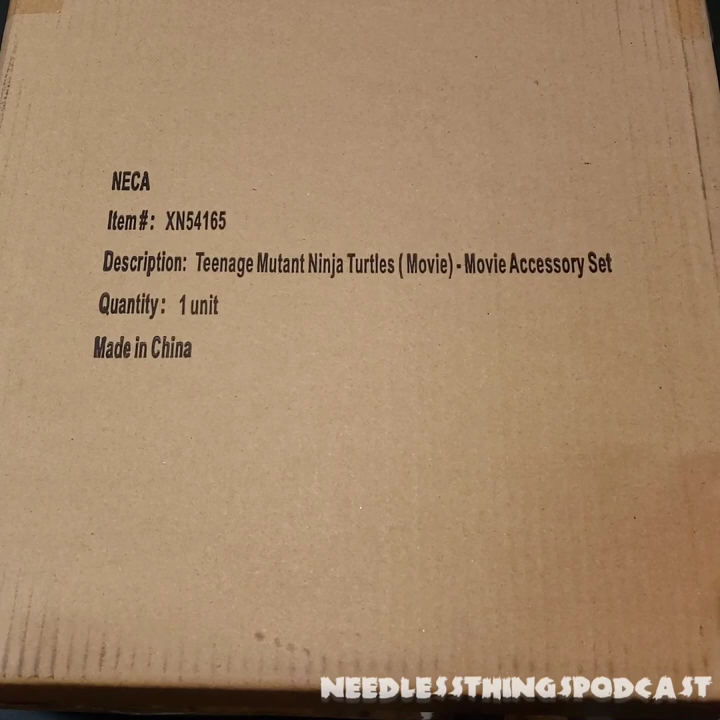 NECA
Item#: XN54165
Description: Teenage Mutant Ninja Turtles ( Movie) - Movie Accessory Set
Quantity: 1 unit
Made in China
NEEDLESSTHINGSPODCAST